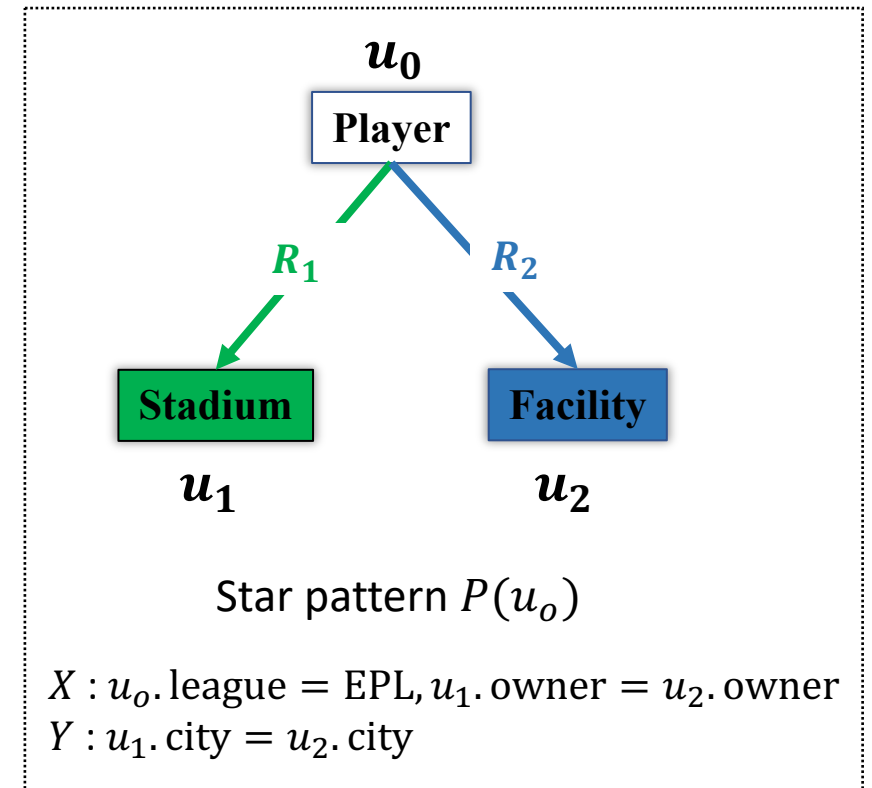 u₀
Player
R₁ R₂
Stadium Facility
u₁ u₂
Star pattern P(uₒ)
X : uₒ. league = EPL, u₁. owner = u₂. owner
Y : u₁. city = u₂. city